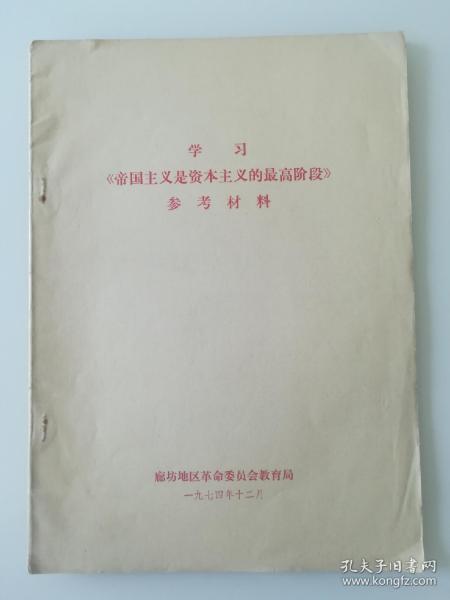 学 习
《帝国主义是资本主义的最高阶段》
参 考 材 料
廊坊地区革命委员会教育局
一九七四年十二月
孔夫子旧书网
www.kongfz.com